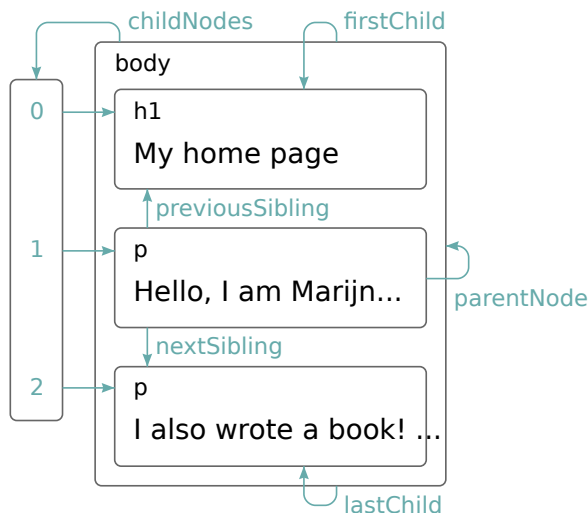 childNodes
firstChild
body
0
h1
My home page
previousSibling
1
p
Hello, I am Marijn...
parentNode
nextSibling
2
p
I also wrote a book! ...
lastChild